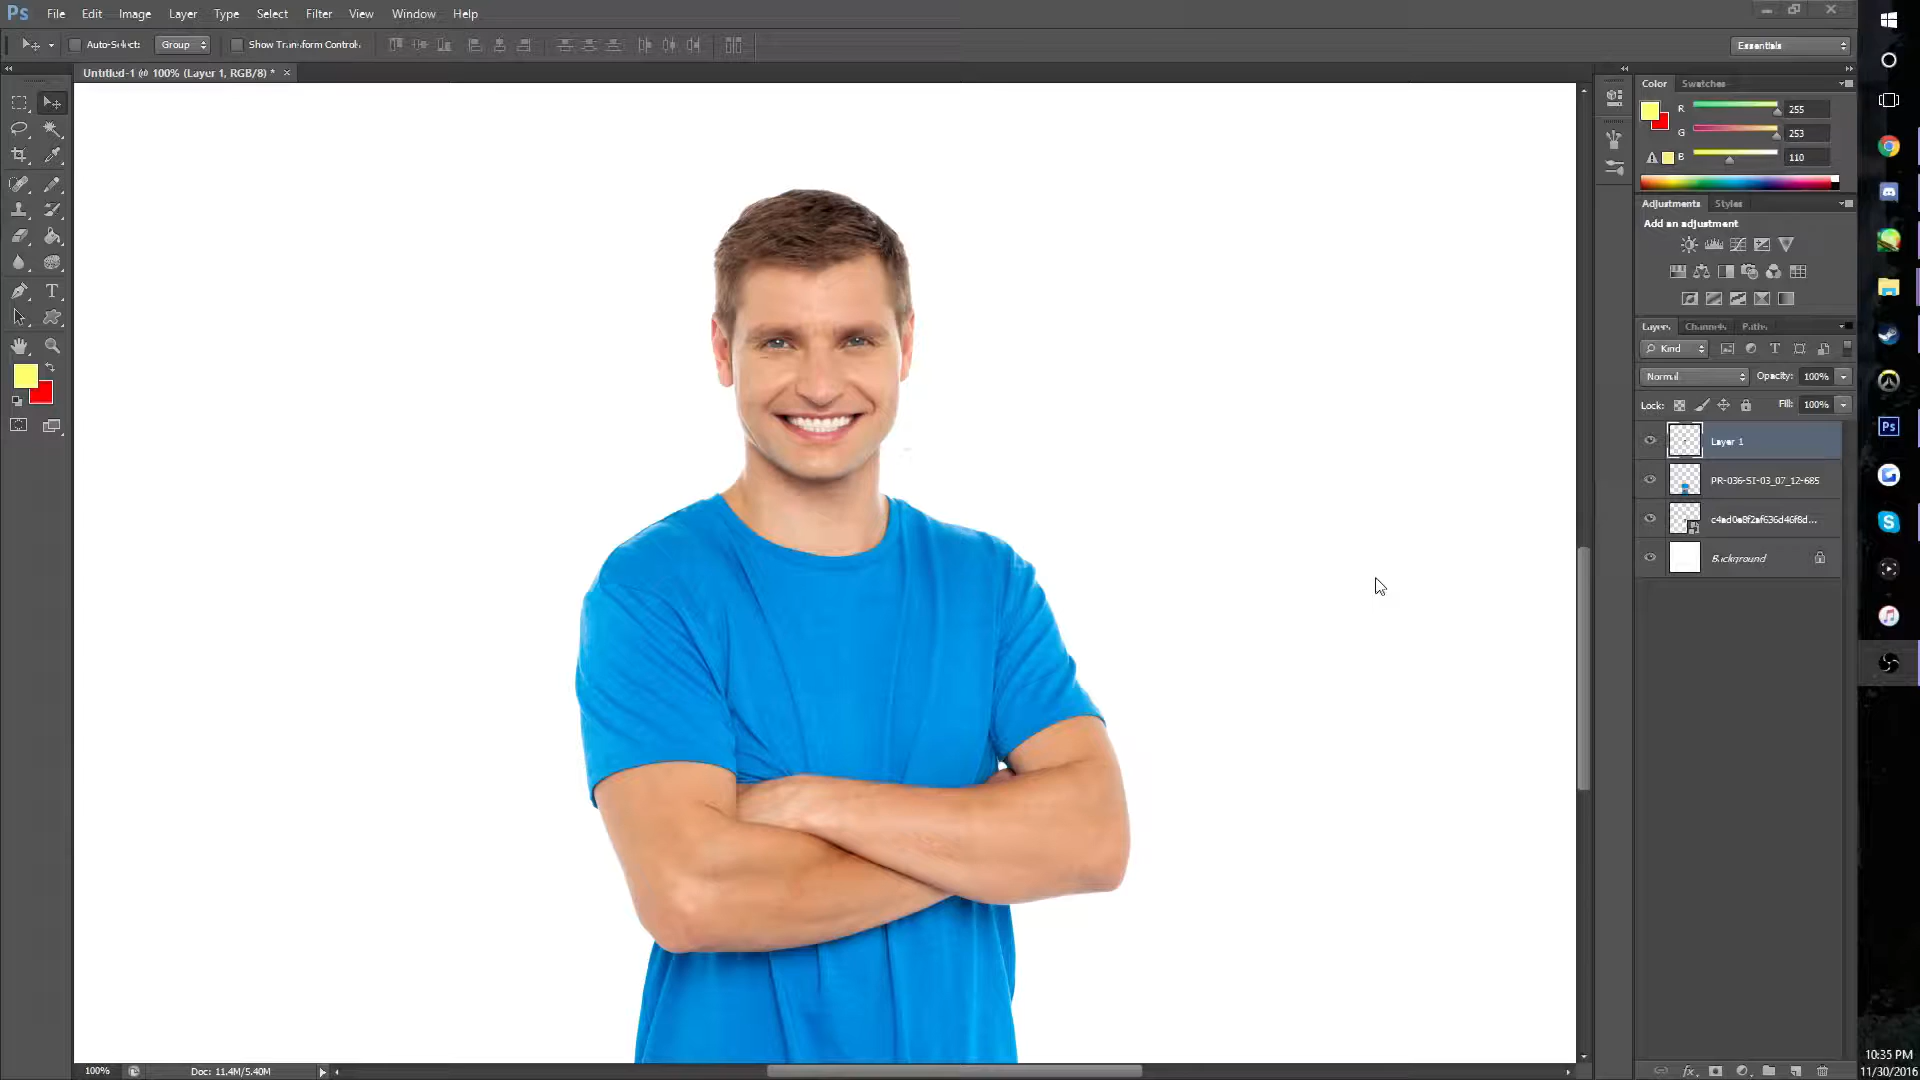 Ps File Edit Image Layer Type Select Filter View Window Help
Auto-Select: Group Show Transform Controls Essentials
Untitled-1 @ 100% (Layer 1, RGB/8) * ×
Color Swatches
R 255
G 253
B 110
Adjustments Styles
Add an adjustment
Layers Channels Paths
Kind
Normal Opacity: 100%
Lock: Fill: 100%
Layer 1
PR-036-SI-03_07_12-685
c4ad0a8f2af636d46f8d...
Background
Ps
100% Doc: 11.4M/5.40M
10:35 PM
11/30/2016